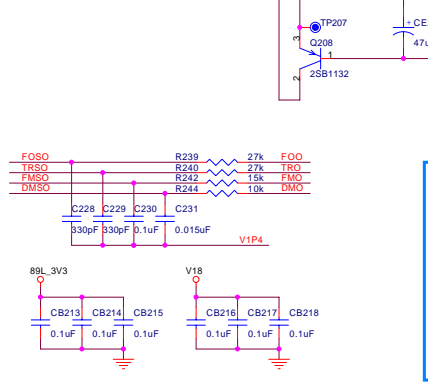 TP207
+ CE
3
Q208
1
47u
2
2SB1132
FOSO R239 27k FOO
TRSO R240 27k TRO
FMSO R242 15k FMO
DMSO R244 10k DMO
C228 C229 C230 C231
330pF 330pF 0.1uF 0.015uF
V1P4
89L_3V3 V18
CB213 CB214 CB215 CB216 CB217 CB218
0.1uF 0.1uF 0.1uF 0.1uF 0.1uF 0.1uF